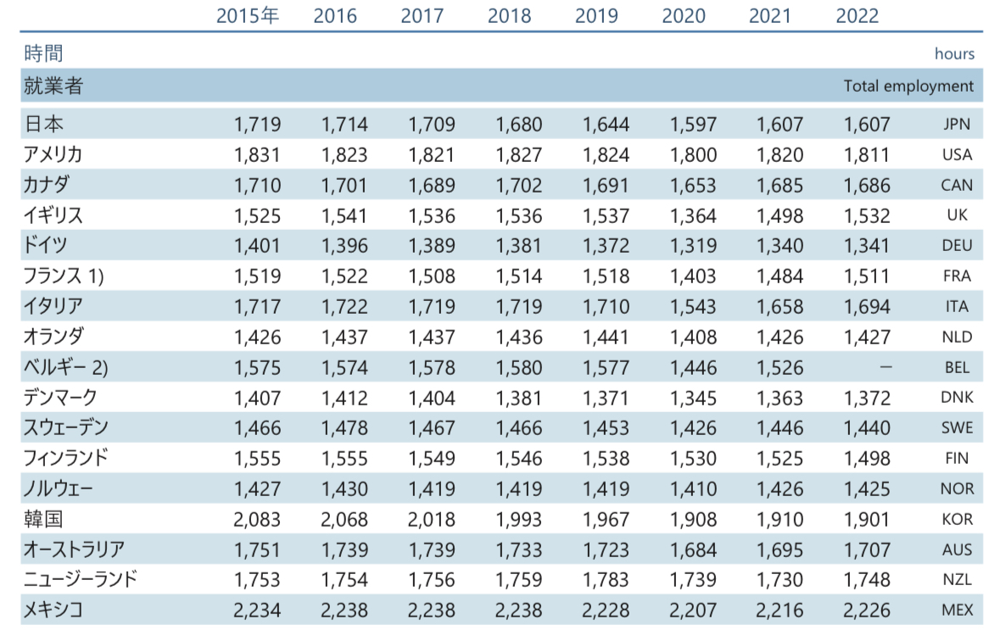 2015年 2016 2017 2018 2019 2020 2021 2022
時間 hours
就業者 Total employment
日本 1,719 1,714 1,709 1,680 1,644 1,597 1,607 1,607 JPN
アメリカ 1,831 1,823 1,821 1,827 1,824 1,800 1,820 1,811 USA
カナダ 1,710 1,701 1,689 1,702 1,691 1,653 1,685 1,686 CAN
イギリス 1,525 1,541 1,536 1,536 1,537 1,364 1,498 1,532 UK
ドイツ 1,401 1,396 1,389 1,381 1,372 1,319 1,340 1,341 DEU
フランス 1) 1,519 1,522 1,508 1,514 1,518 1,403 1,484 1,511 FRA
イタリア 1,717 1,722 1,719 1,719 1,710 1,543 1,658 1,694 ITA
オランダ 1,426 1,437 1,437 1,436 1,441 1,408 1,426 1,427 NLD
ベルギー 2) 1,575 1,574 1,578 1,580 1,577 1,446 1,526 － BEL
デンマーク 1,407 1,412 1,404 1,381 1,371 1,345 1,363 1,372 DNK
スウェーデン 1,466 1,478 1,467 1,466 1,453 1,426 1,446 1,440 SWE
フィンランド 1,555 1,555 1,549 1,546 1,538 1,530 1,525 1,498 FIN
ノルウェー 1,427 1,430 1,419 1,419 1,419 1,410 1,426 1,425 NOR
韓国 2,083 2,068 2,018 1,993 1,967 1,908 1,910 1,901 KOR
オーストラリア 1,751 1,739 1,739 1,733 1,723 1,684 1,695 1,707 AUS
ニュージーランド 1,753 1,754 1,756 1,759 1,783 1,739 1,730 1,748 NZL
メキシコ 2,234 2,238 2,238 2,238 2,228 2,207 2,216 2,226 MEX